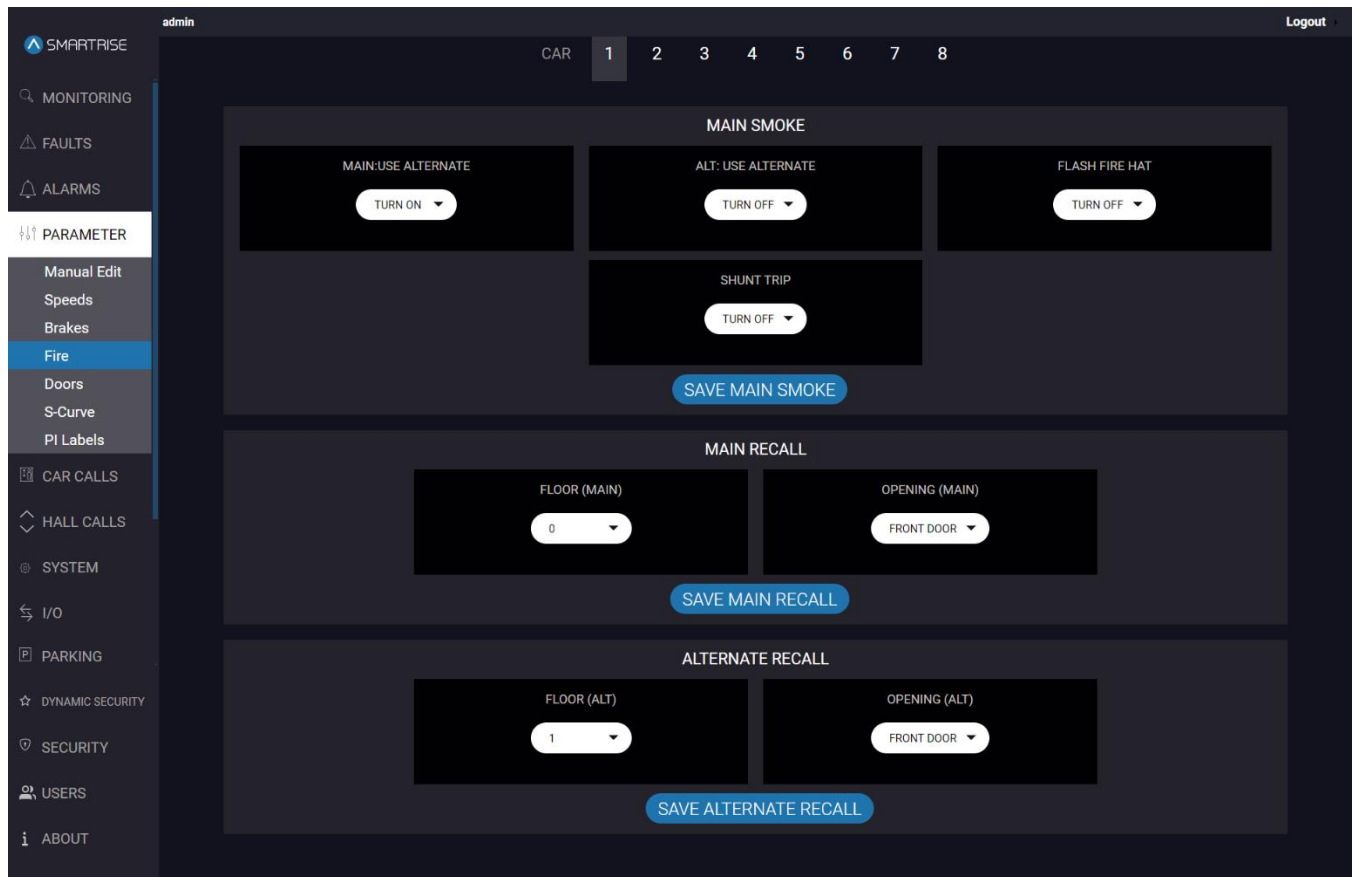 admin
Logout
SMARTRISE
CAR 1 2 3 4 5 6 7 8
MONITORING
FAULTS
ALARMS
PARAMETER
Manual Edit
Speeds
Brakes
Fire
Doors
S-Curve
PI Labels
CAR CALLS
HALL CALLS
SYSTEM
I/O
PARKING
DYNAMIC SECURITY
SECURITY
USERS
ABOUT
MAIN SMOKE
MAIN:USE ALTERNATE
TURN ON
ALT: USE ALTERNATE
TURN OFF
FLASH FIRE HAT
TURN OFF
SHUNT TRIP
TURN OFF
SAVE MAIN SMOKE
MAIN RECALL
FLOOR (MAIN)
0
OPENING (MAIN)
FRONT DOOR
SAVE MAIN RECALL
ALTERNATE RECALL
FLOOR (ALT)
1
OPENING (ALT)
FRONT DOOR
SAVE ALTERNATE RECALL